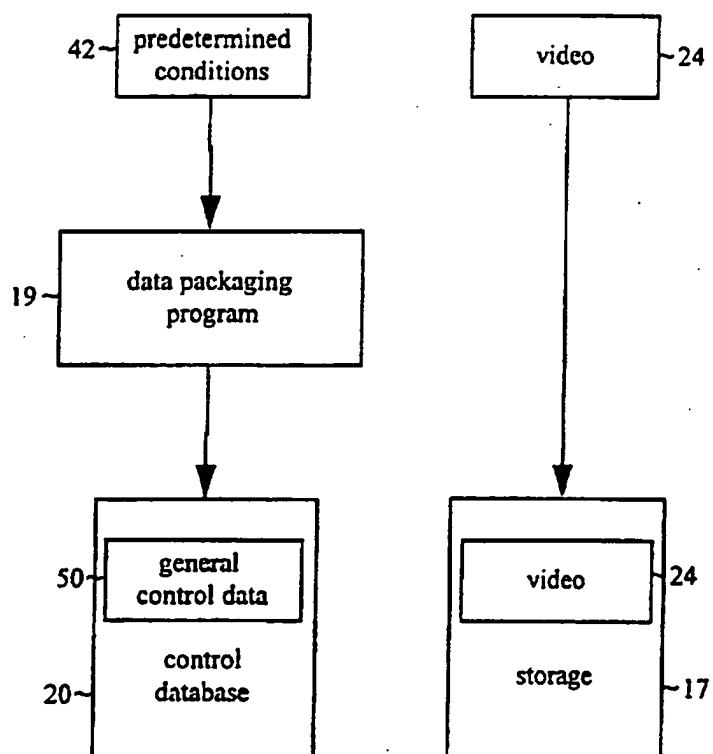 42
predetermined
conditions
video
24
19
data packaging
program
50
general
control data
video
24
20
control
database
storage
17